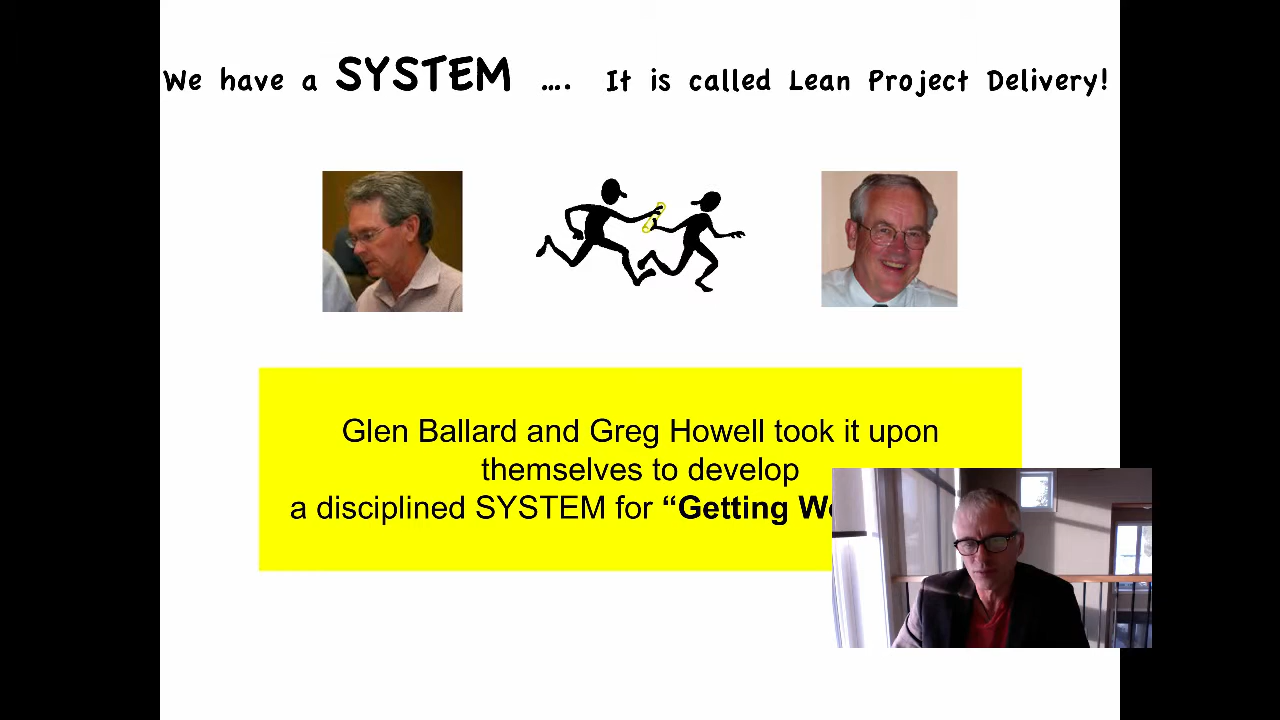 We have a SYSTEM .... It is called Lean Project Delivery!
Glen Ballard and Greg Howell took it upon
themselves to develop
a disciplined SYSTEM for “Getting